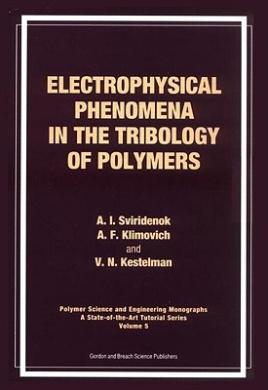 ELECTROPHYSICAL
PHENOMENA
IN THE TRIBOLOGY
OF POLYMERS
A. I. Sviridenok
A. F. Klimovich
and
V. N. Kestelman
Polymer Science and Engineering Monographs
A State-of-the-Art Tutorial Series
Volume 5
Gordon and Breach Science Publishers